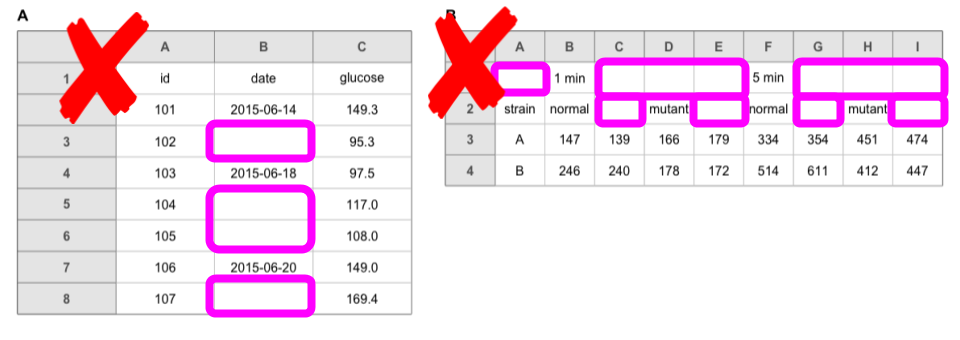 A
A B C
1 id date glucose
101 2015-06-14 149.3
3 102 95.3
4 103 2015-06-18 97.5
5 104 117.0
6 105 108.0
7 106 2015-06-20 149.0
8 107 169.4
B
A B C D E F G H I
1 min 5 min
2 strain normal mutant normal mutant
3 A 147 139 166 179 334 354 451 474
4 B 246 240 178 172 514 611 412 447